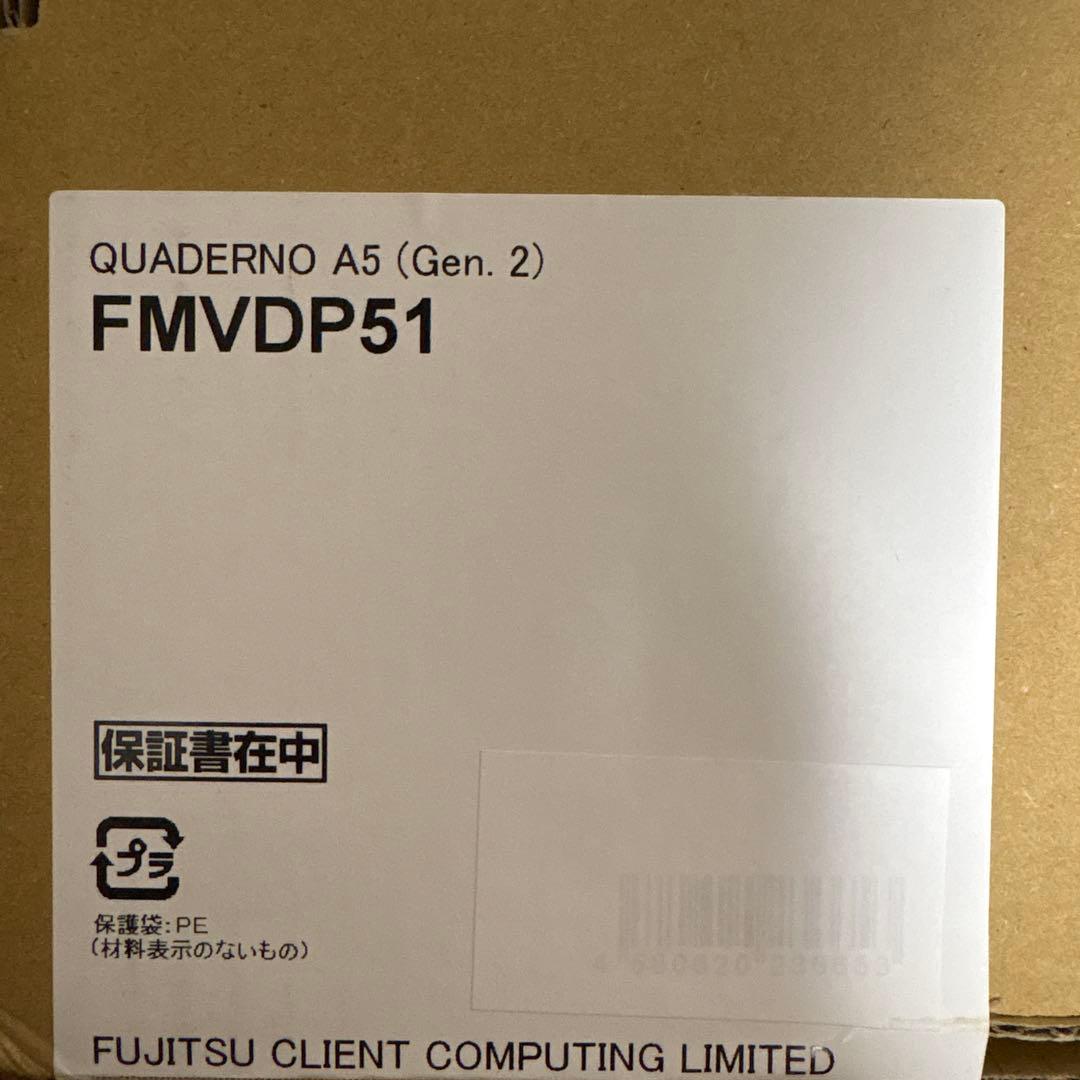 QUADERNO A5 (Gen. 2)
FMVDP51
保証書在中
プラ
保護袋:PE
(材料表示のないもの)
FUJITSU CLIENT COMPUTING LIMITED